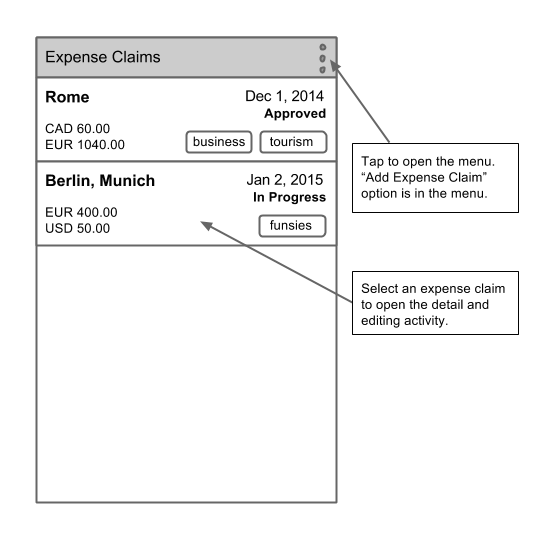 Expense Claims
Rome
Dec 1, 2014
Approved
CAD 60.00
EUR 1040.00
business
tourism
Berlin, Munich
Jan 2, 2015
In Progress
EUR 400.00
USD 50.00
funsies
Tap to open the menu.
“Add Expense Claim”
option is in the menu.
Select an expense claim
to open the detail and
editing activity.